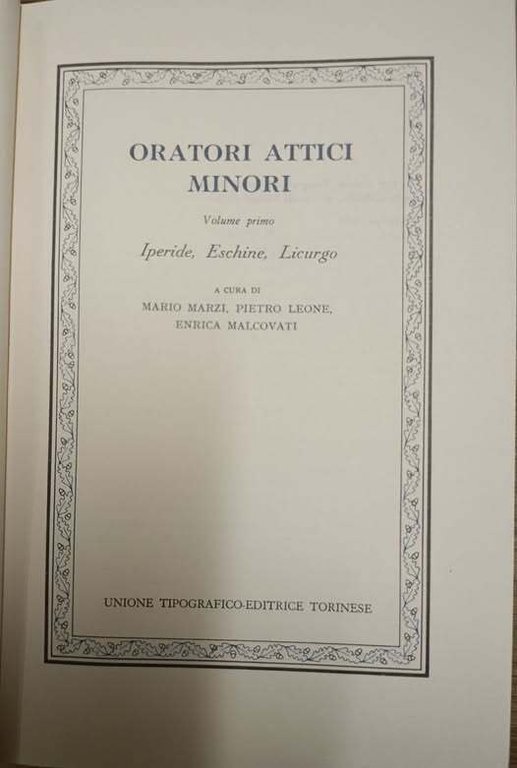 ORATORI ATTICI
MINORI
Volume primo
Iperide, Eschine, Licurgo
A CURA DI
MARIO MARZI, PIETRO LEONE,
ENRICA MALCOVATI
UNIONE TIPOGRAFICO-EDITRICE TORINESE